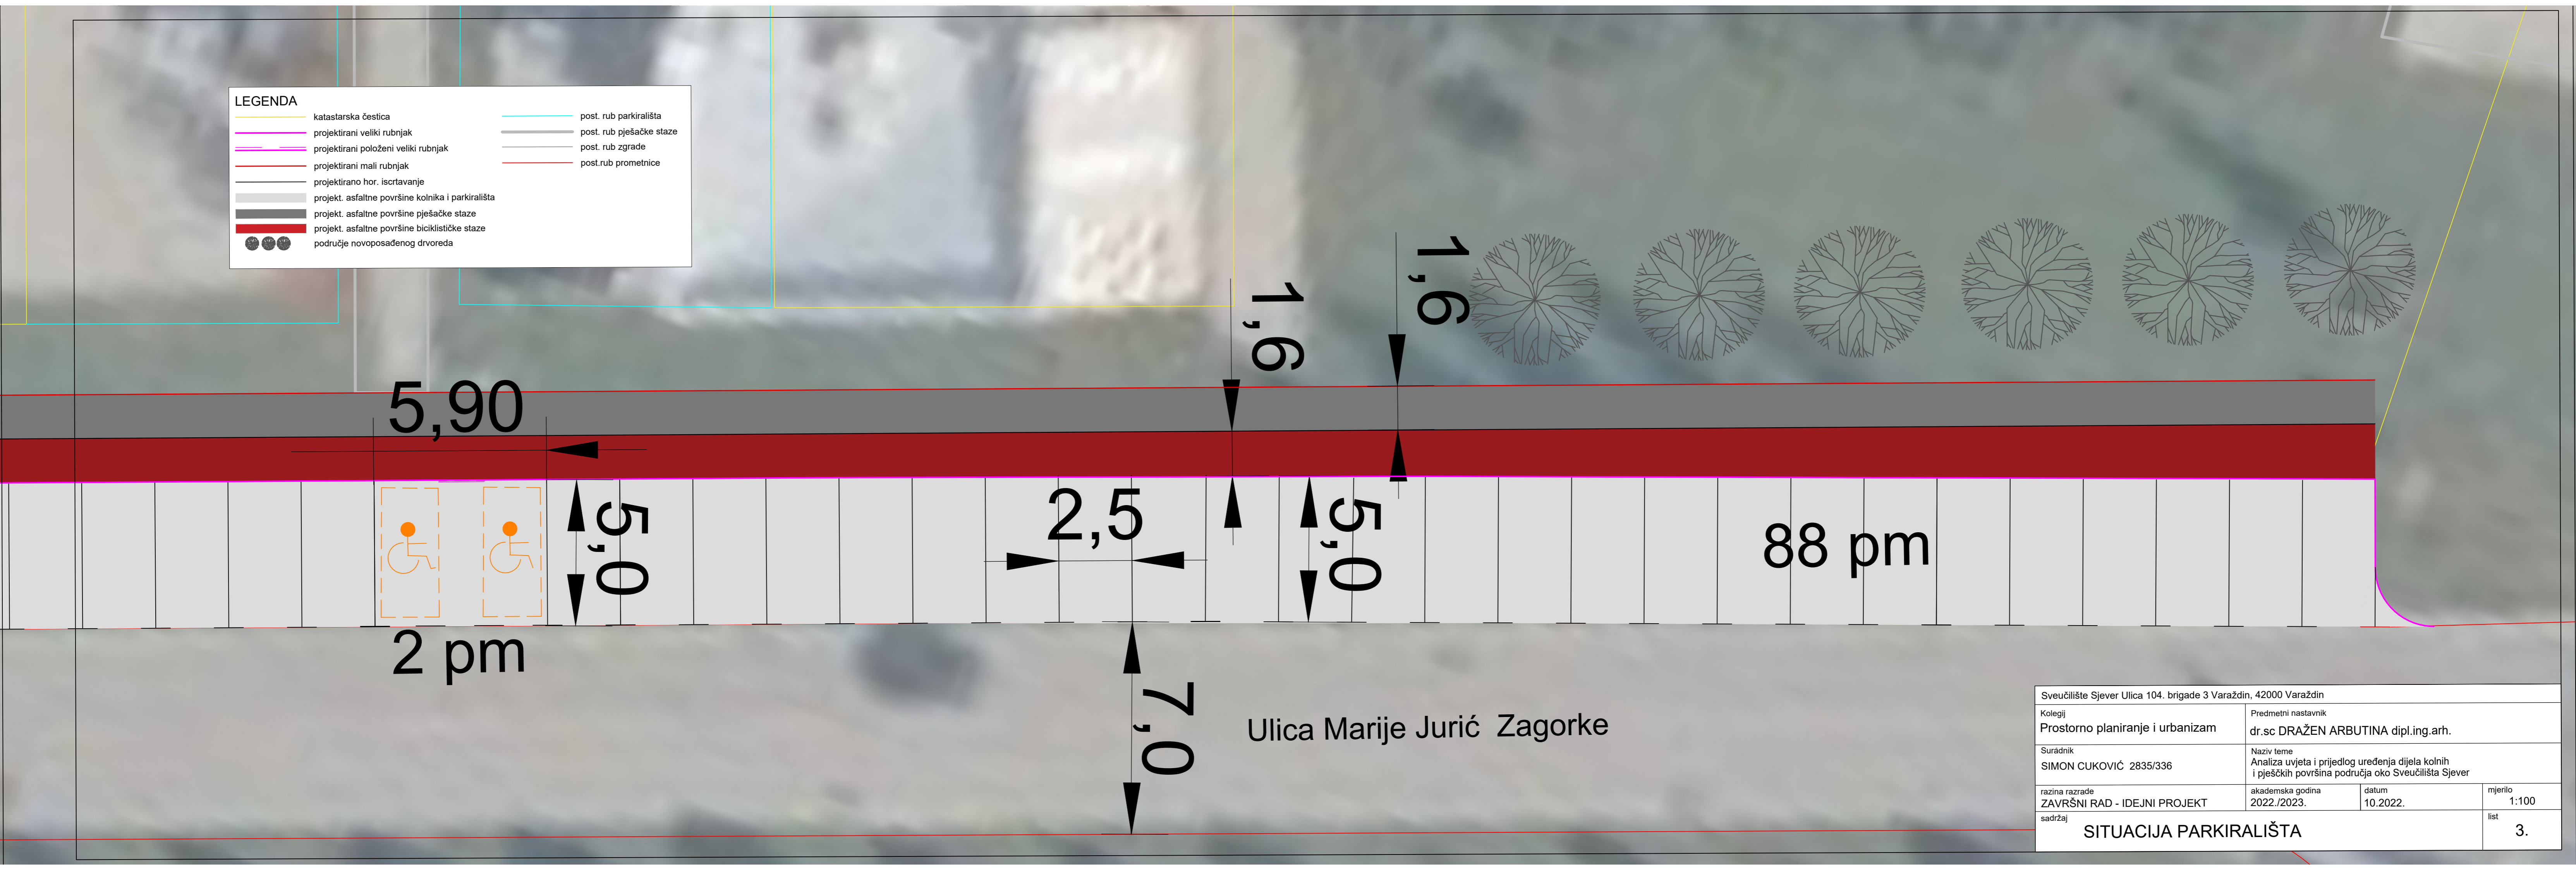 LEGENDA
katastarska čestica
projektirani veliki rubnjak
projektirani položeni veliki rubnjak
projektirani mali rubnjak
projektirano hor. iscrtavanje
projekt. asfaltne površine kolnika i parkirališta
projekt. asfaltne površine pješačke staze
projekt. asfaltne površine biciklističke staze
područje novoposađenog drvoreda
post. rub parkirališta
post. rub pješačke staze
post. rub zgrade
post.rub prometnice
1,6
1,6
5,90
5,0
2,5
5,0
88 pm
2 pm
7,0
Ulica Marije Jurić Zagorke
Sveučilište Sjever Ulica 104. brigade 3 Varaždin, 42000 Varaždin
Kolegij
Prostorno planiranje i urbanizam
Predmetni nastavnik
dr.sc DRAŽEN ARBUTINA dipl.ing.arh.
Suradnik
SIMON CUKOVIĆ 2835/336
Naziv teme
Analiza uvjeta i prijedlog uređenja dijela kolnih
i pješčkih površina područja oko Sveučilišta Sjever
razina razrade
ZAVRŠNI RAD - IDEJNI PROJEKT
akademska godina
2022./2023.
datum
10.2022.
mjerilo
1:100
sadržaj
SITUACIJA PARKIRALIŠTA
list
3.